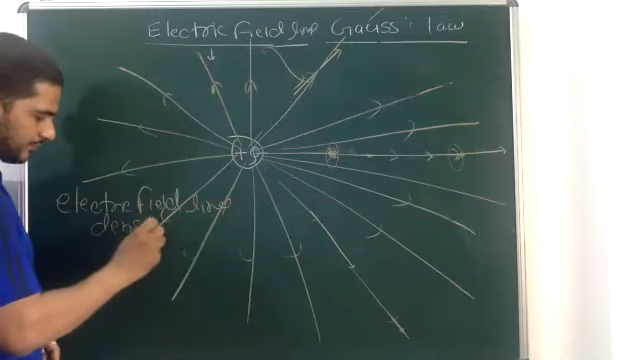 Electric Field line Gauss's law
+Q
Electric Field line
dens